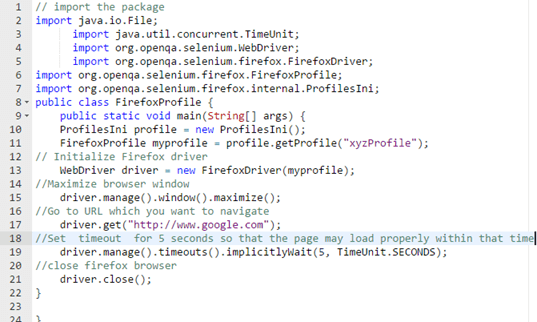 1 // import the package
2 import java.io.File;
3 import java.util.concurrent.TimeUnit;
4 import org.openqa.selenium.WebDriver;
5 import org.openqa.selenium.firefox.FirefoxDriver;
6 import org.openqa.selenium.firefox.FirefoxProfile;
7 import org.openqa.selenium.firefox.internal.ProfilesIni;
8 public class FirefoxProfile {
9 public static void main(String[] args) {
10 ProfilesIni profile = new ProfilesIni();
11 FirefoxProfile myprofile = profile.getProfile("xyzProfile");
12 // Initialize Firefox driver
13 WebDriver driver = new FirefoxDriver(myprofile);
14 //Maximize browser window
15 driver.manage().window().maximize();
16 //Go to URL which you want to navigate
17 driver.get("http://www.google.com");
18 //Set  timeout  for 5 seconds so that the page may load properly within that time
19 driver.manage().timeouts().implicitlyWait(5, TimeUnit.SECONDS);
20 //close firefox browser
21 driver.close();
22 }
23
24 }